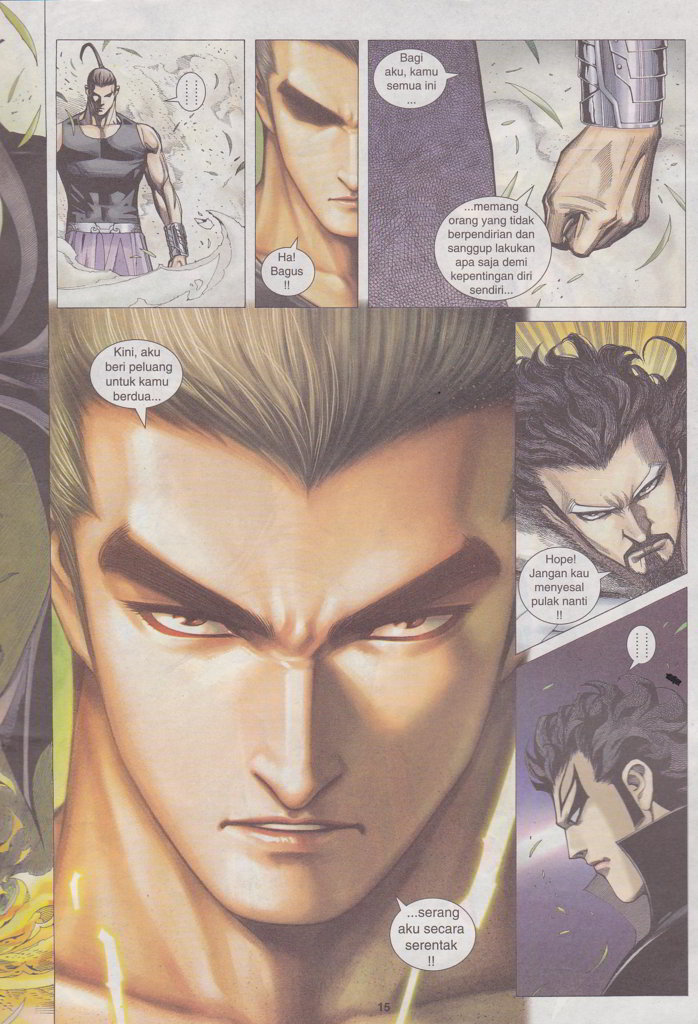 ......
Ha!
Bagus
!!
Bagi
aku, kamu
semua ini
...
...memang
orang yang tidak
berpendirian dan
sanggup lakukan
apa saja demi
kepentingan diri
sendiri...
Kini, aku
beri peluang
untuk kamu
berdua...
Hope!
Jangan kau
menyesal
pulak nanti
!!
......
...serang
aku secara
serentak
!!
15